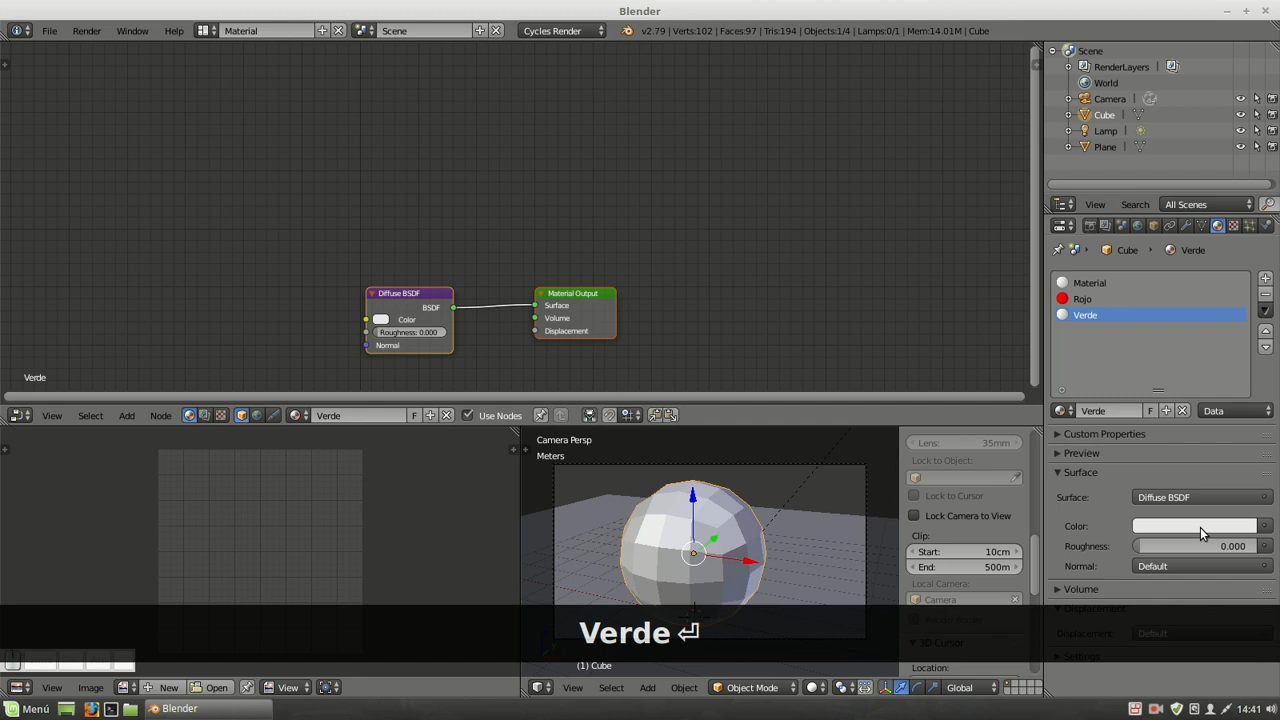 Blender
File Render Window Help Material Scene Cycles Render v2.79 | Verts:102 | Faces:97 | Tris:194 | Objects:1/4 | Lamps:0/1 | Mem:14.01M | Cube
Scene
RenderLayers
World
Camera
Cube
Lamp
Plane
View Search All Scenes
Cube Verde
Material
Rojo
Verde
Verde F Data
Custom Properties
Preview
Surface
Surface: Diffuse BSDF
Color:
Roughness: 0.000
Normal: Default
Volume
Displacement
Displacement: Default
Settings
Diffuse BSDF
BSDF
Color
Roughness: 0.000
Normal
Material Output
Surface
Volume
Displacement
Verde
View Select Add Node Verde F Use Nodes
Camera Persp
Meters
Lens: 35mm
Lock to Object:
Lock to Cursor
Lock Camera to View
Clip:
Start: 10cm
End: 500m
Local Camera:
Camera
3D Cursor
Location:
Verde ⏎
(1) Cube
View Image New Open View
View Select Add Object Object Mode Global
Menú Blender 14:41